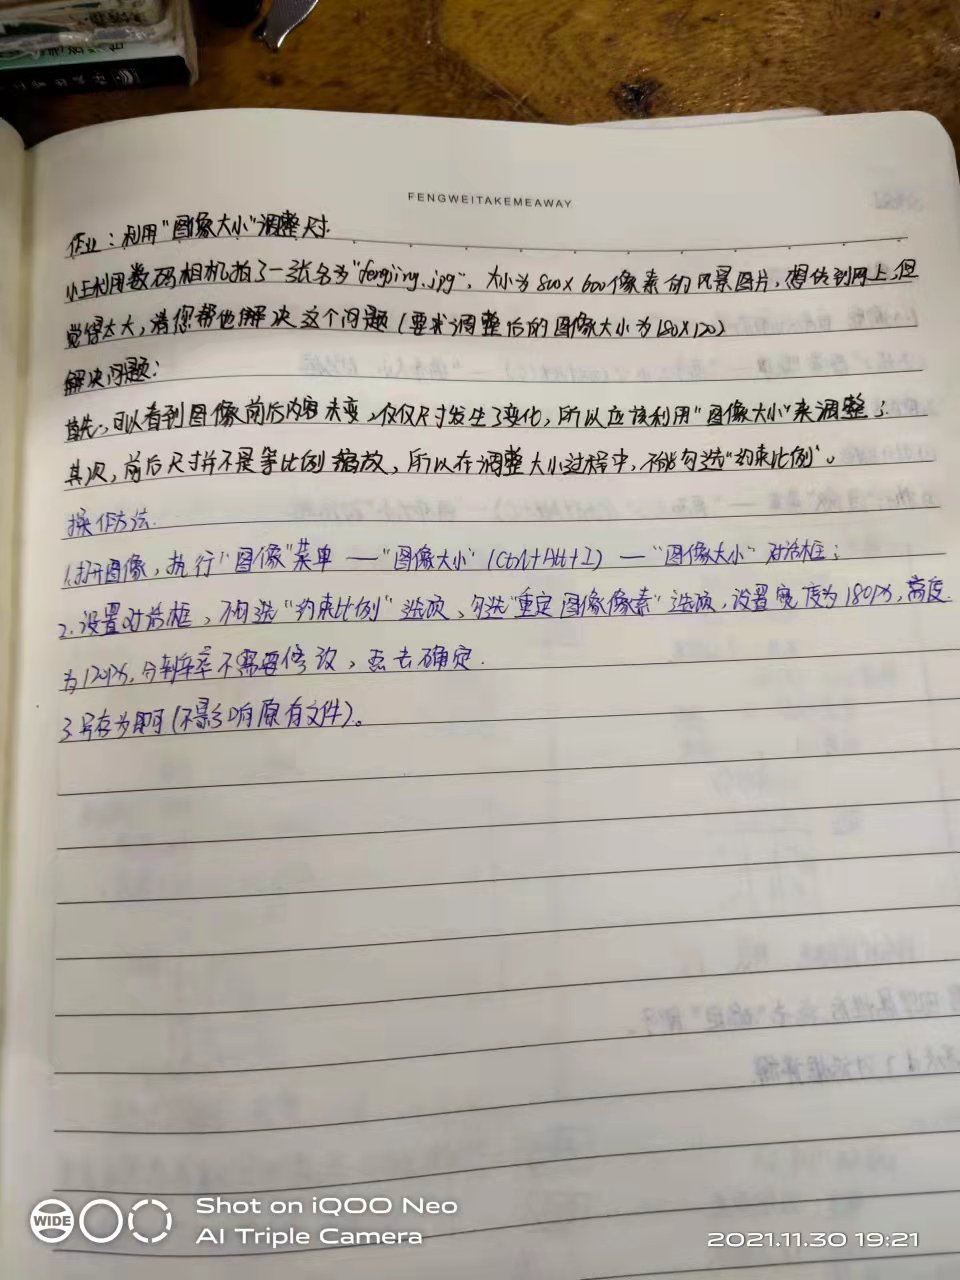 FENGWEITAKEMEAWAY
作业：利用"图像大小"调整尺寸.
小王利用数码相机拍了一张名为"fengjing.jpg"，大小为800×600像素的风景图片，想传到网上，但
觉得太大，请您帮他解决这个问题（要求调整后的图像大小为180×120）
解决问题：
首先，可以看到图像前后内容未变，仅仅尺寸发生了变化，所以应该利用"图像大小"来调整；
其次，前后尺寸并不是等比例缩放，所以在调整大小过程中，不能勾选"约束比例"。
操作方法.
1.打开图像，执行"图像"菜单——"图像大小"（Ctrl+Alt+I）—"图像大小"对话框；
2.设置对话框，不勾选"约束比例"选项，勾选"重定图像像素"选项，设置宽度为180px，高度
为120px，分辨率不需要修改，点击确定.
3.另存为即可（不影响原有文件）。
WIDE
Shot on iQOO Neo
AI Triple Camera
2021.11.30 19:21